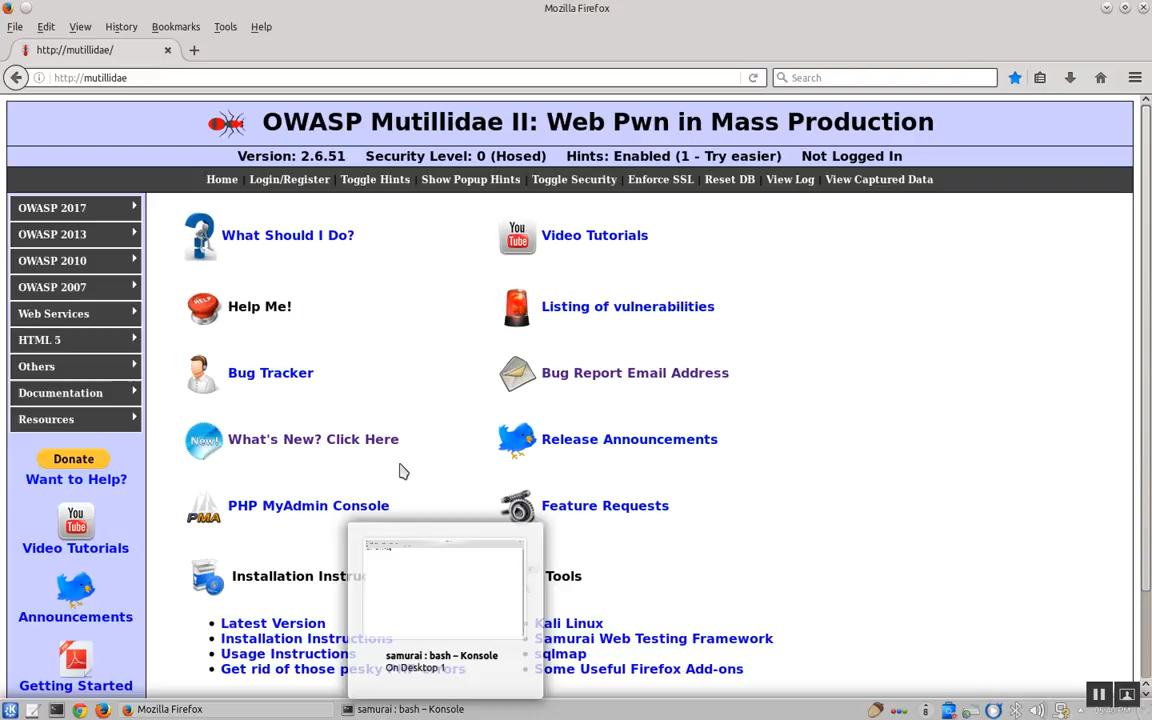 Mozilla Firefox
File Edit View History Bookmarks Tools Help
http://mutillidae/
http://mutillidae
Search
OWASP Mutillidae II: Web Pwn in Mass Production
Version: 2.6.51 Security Level: 0 (Hosed) Hints: Enabled (1 - Try easier) Not Logged In
Home | Login/Register | Toggle Hints | Show Popup Hints | Toggle Security | Enforce SSL | Reset DB | View Log | View Captured Data
OWASP 2017
OWASP 2013
OWASP 2010
OWASP 2007
Web Services
HTML 5
Others
Documentation
Resources
Donate
Want to Help?
You Tube
Video Tutorials
Announcements
Getting Started
What Should I Do?
You Tube
Video Tutorials
HELP
Help Me!
Listing of vulnerabilities
Bug Tracker
Bug Report Email Address
New!
What's New? Click Here
Release Announcements
PMA
PHP MyAdmin Console
Feature Requests
Installation Instru
Tools
Latest Version
Installation Instructions
Usage Instructions
Get rid of those pesky PHP errors
Kali Linux
Samurai Web Testing Framework
sqlmap
Some Useful Firefox Add-ons
samurai : bash – Konsole
On Desktop 1
Mozilla Firefox
samurai : bash – Konsole